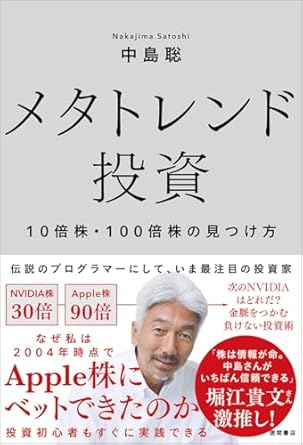 Nakajima Satoshi
中島聡
メタトレンド
投資
10倍株・100倍株の見つけ方
伝説のプログラマーにして、いま最注目の投資家
NVIDIA株
30倍
Apple株
90倍
次のNVIDIA
はどれだ?
金脈をつかむ
負けない投資術
なぜ私は
2004年時点で
Apple株に
ベットできたのか
投資初心者もすぐに実践できる
「株は情報が命。
中島さんが
いちばん信頼できる」
堀江貴文さん
激推し!
徳間書店